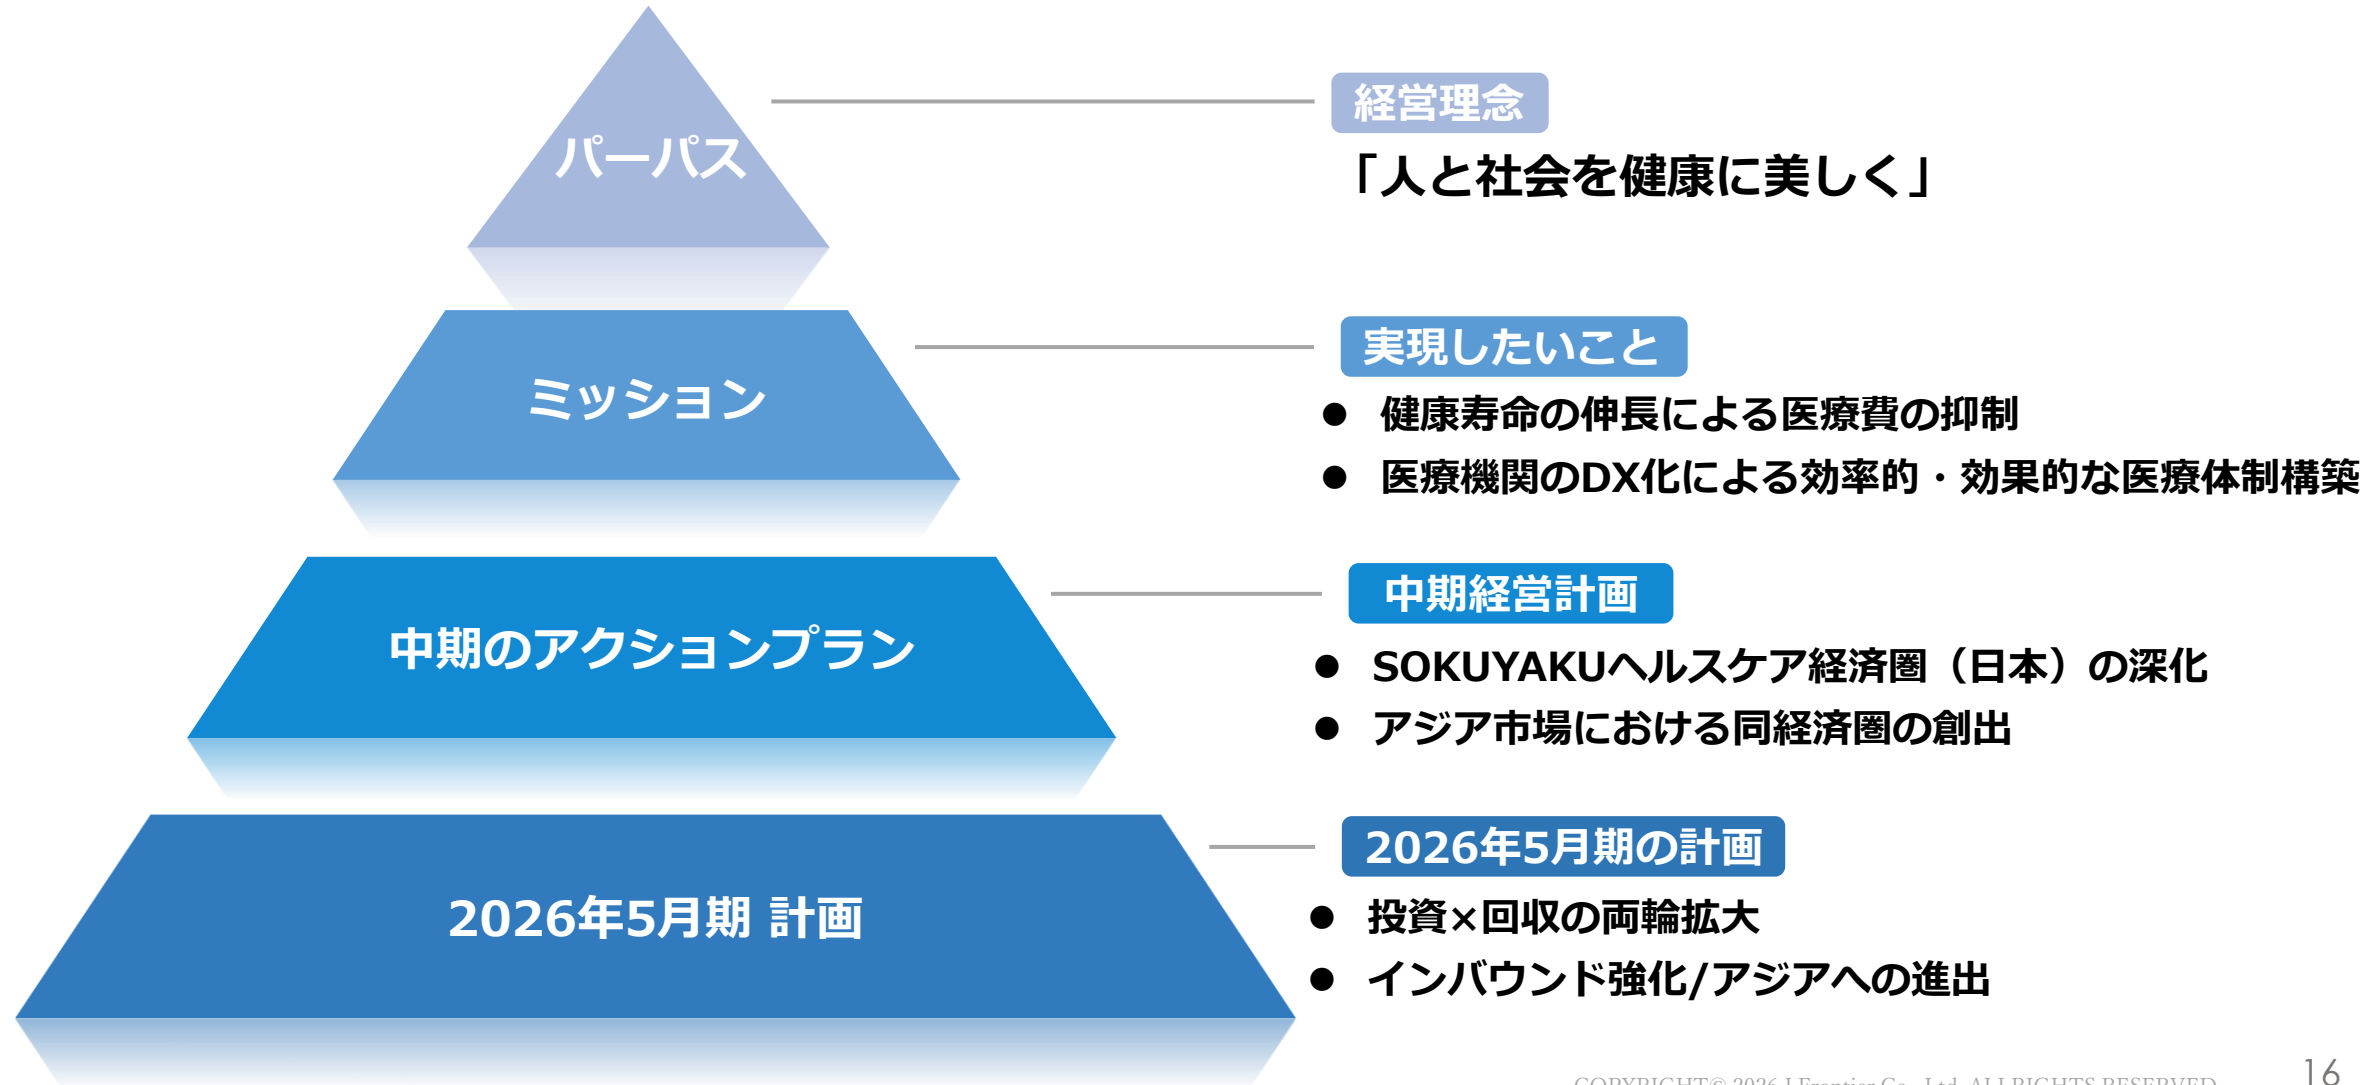 パーパス
経営理念
「人と社会を健康に美しく」
ミッション
実現したいこと
● 健康寿命の伸長による医療費の抑制
● 医療機関のDX化による効率的・効果的な医療体制構築
中期のアクションプラン
中期経営計画
● SOKUYAKUヘルスケア経済圏（日本）の深化
● アジア市場における同経済圏の創出
2026年5月期 計画
2026年5月期の計画
● 投資×回収の両輪拡大
● インバウンド強化/アジアへの進出
COPYRIGHT© 2026 J Frontier Co., Ltd. ALL RIGHTS RESERVED
16